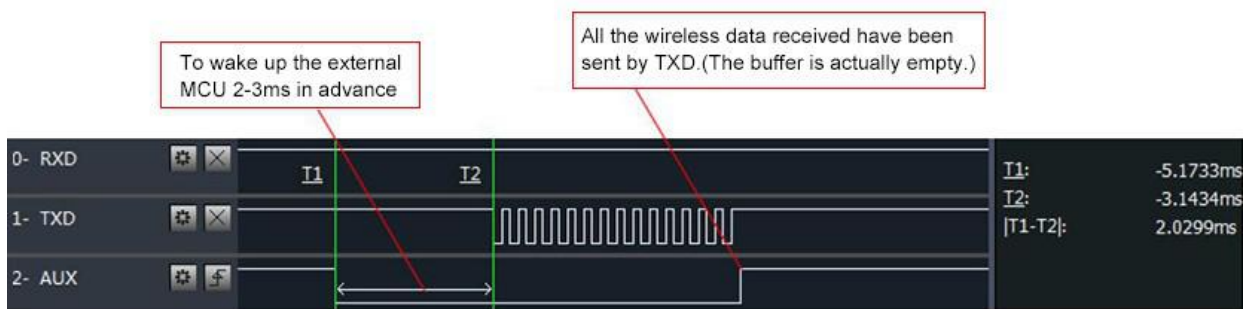 To wake up the external
MCU 2-3ms in advance
All the wireless data received have been
sent by TXD.(The buffer is actually empty.)
0- RXD
T1
T2
1- TXD
2- AUX
T1: -5.1733ms
T2: -3.1434ms
|T1-T2|: 2.0299ms